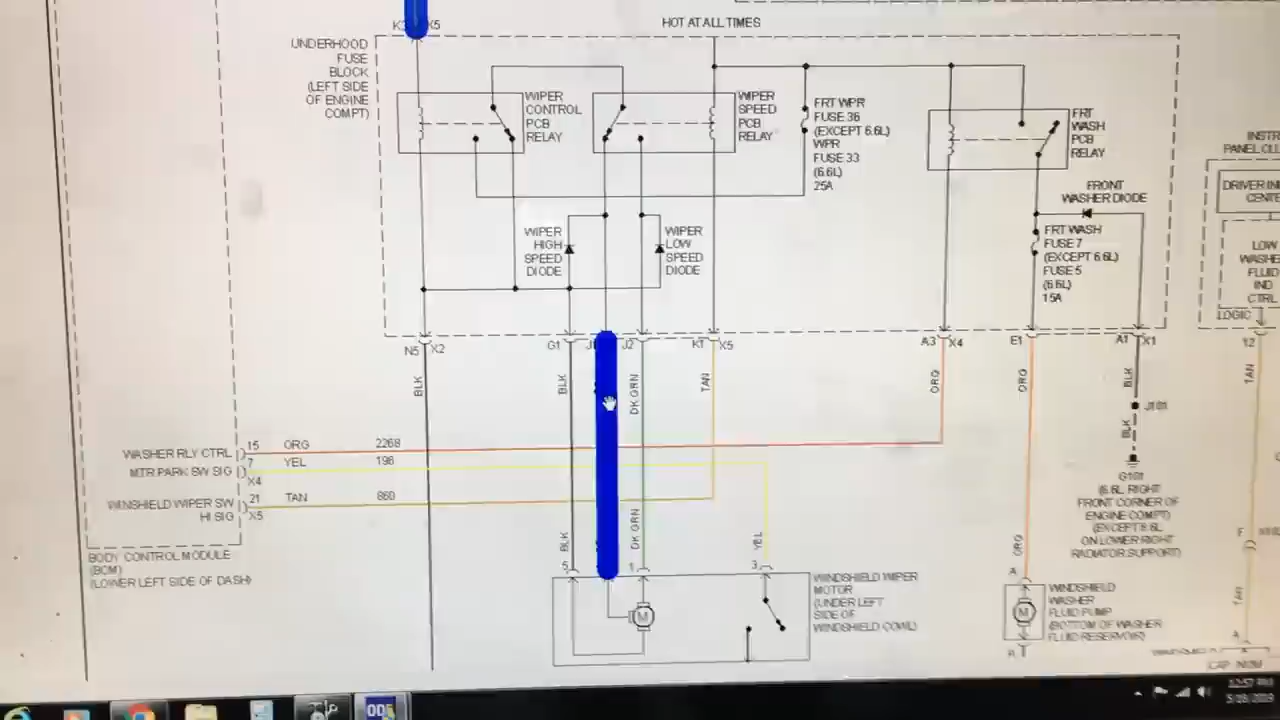 X5
HOT AT ALL TIMES
UNDERHOOD
FUSE
BLOCK
(LEFT SIDE
OF ENGINE
COMPT)
WIPER
CONTROL
PCB
RELAY
WIPER
SPEED
PCB
RELAY
FRT WPR
FUSE 36
(EXCEPT 6.6L)
WPR
FUSE 33
(6.6L)
25A
FRT
WASH
PCB
RELAY
FRONT
WASHER DIODE
FRT WASH
FUSE 7
(EXCEPT 6.6L)
FUSE 5
(6.6L)
15A
WIPER
HIGH
SPEED
DIODE
WIPER
LOW
SPEED
DIODE
INSTR
DRIVER
LOW
FLUID
IND
CTRL
LOGIC
N5 X2
G1
J2
K1 X5
A3 X4
E1
A1 X1
12
BLK
BLK
DK GRN
TAN
ORG
ORG
BLK
TAN
J101
BLK
WASHER RLY CTRL 15 ORG 2268
MTR PARK SW SIG 7 YEL 196
X4
WINSHIELD WIPER SW 21 TAN 860
HI SIG X5
BODY CONTROL MODULE
(BCM)
(LOWER LEFT SIDE OF DASH)
BLK
DK GRN
YEL
ORG
TAN
5
1
3
A
F
A
M
WINDSHIELD WIPER
MOTOR
(UNDER LEFT
SIDE OF
WINDSHIELD COWL)
G101
(6.6L RIGHT
FRONT CORNER OF
ENGINE COMPT)
(EXCEPT 6.6L
ON LOWER RIGHT
RADIATOR SUPPORT)
M
WINDSHIELD
WASHER
FLUID PUMP
(BOTTOM OF WASHER
FLUID RESERVOIR)
12:57 PM
5/16/2019